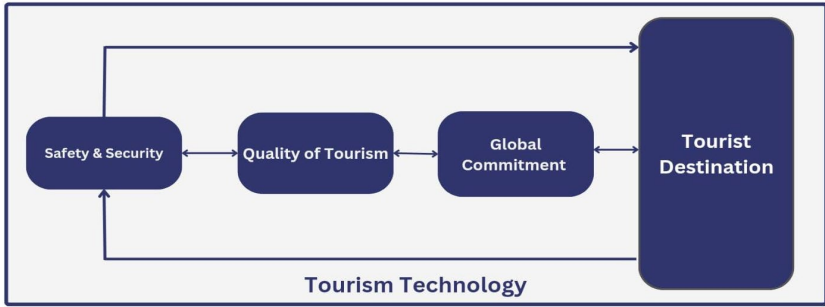 Safety & Security
Quality of Tourism
Global
Commitment
Tourist
Destination
Tourism Technology